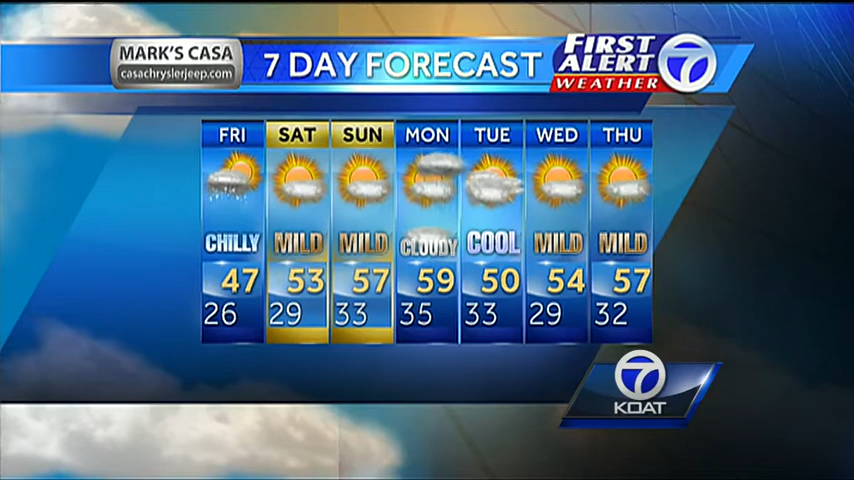 MARK'S CASA
casachryslerjeep.com
7 DAY FORECAST
FIRST
ALERT
WEATHER
7
FRI SAT SUN MON TUE WED THU
CHILLY MILD MILD CLOUDY COOL MILD MILD
47 53 57 59 50 54 57
26 29 33 35 33 29 32
7
KOAT